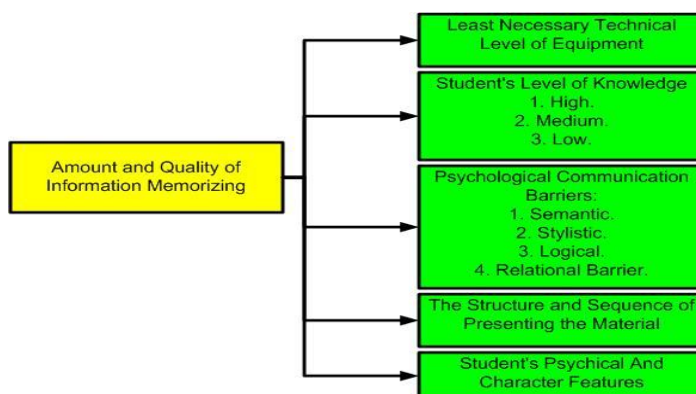 Amount and Quality of
Information Memorizing
Least Necessary Technical
Level of Equipment
Student's Level of Knowledge
1. High.
2. Medium.
3. Low.
Psychological Communication
Barriers:
1. Semantic.
2. Stylistic.
3. Logical.
4. Relational Barrier.
The Structure and Sequence of
Presenting the Material
Student's Psychical And
Character Features